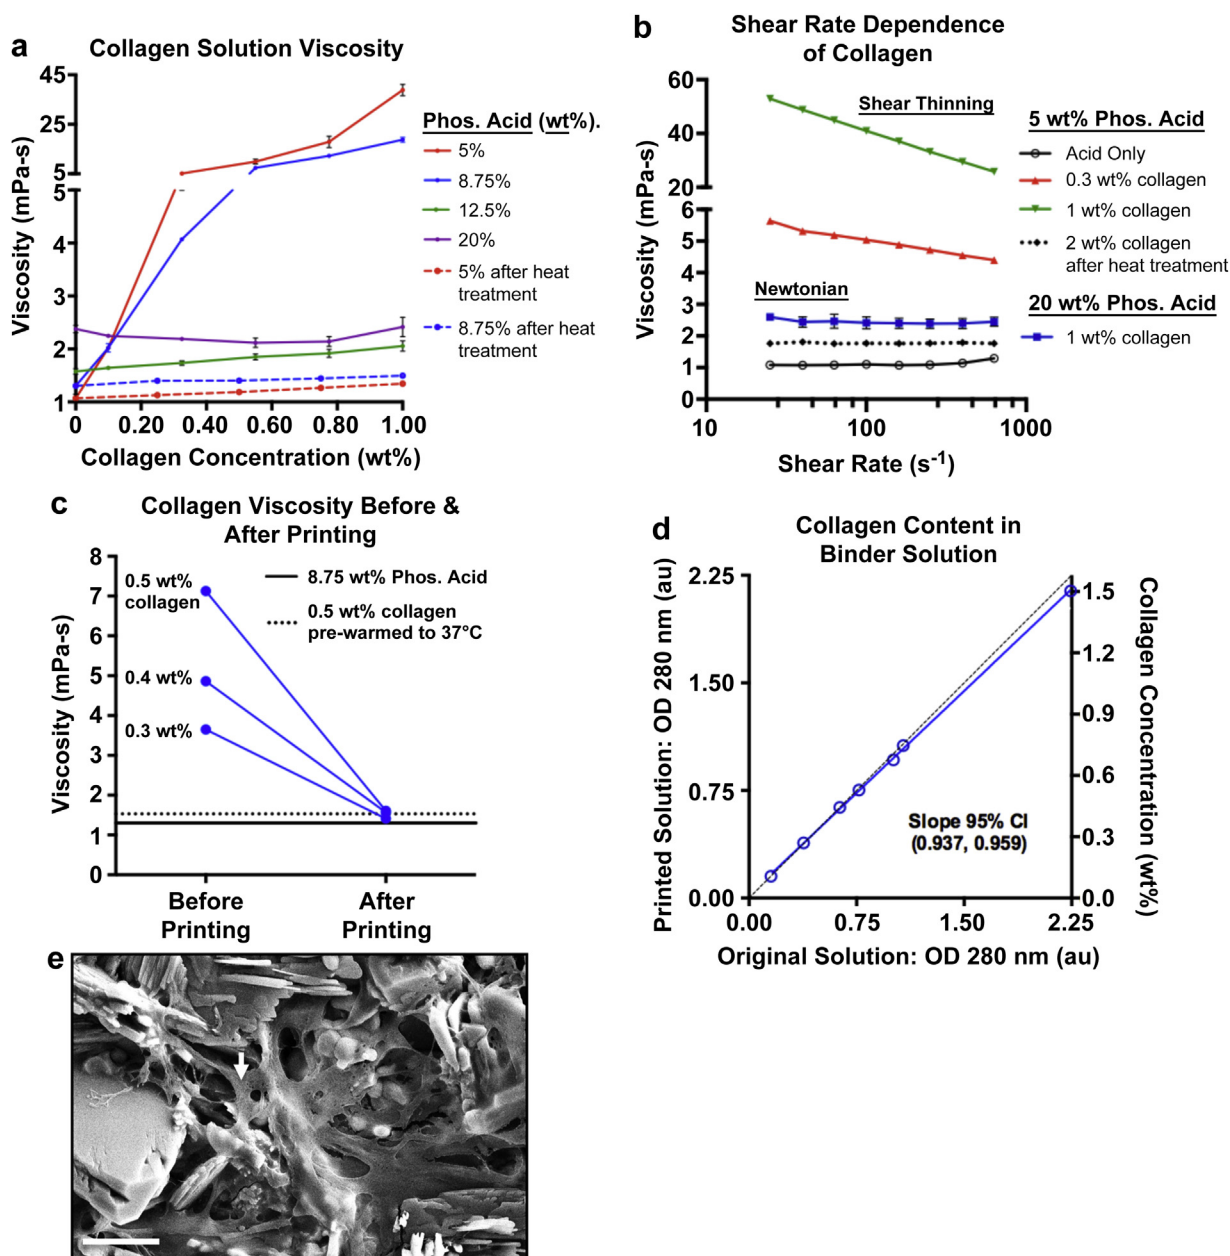 a
Collagen Solution Viscosity
45
25
5
5
4
3
2
1
Viscosity (mPa-s)
0 0.20 0.40 0.60 0.80 1.00
Collagen Concentration (wt%)
Phos. Acid (wt%).
5%
8.75%
12.5%
20%
5% after heat
treatment
8.75% after heat
treatment
b
Shear Rate Dependence
of Collagen
60
40
20
6
5
4
3
2
1
0
Viscosity (mPa-s)
Shear Thinning
Newtonian
10 100 1000
Shear Rate (s-1)
5 wt% Phos. Acid
Acid Only
0.3 wt% collagen
1 wt% collagen
2 wt% collagen
after heat treatment
20 wt% Phos. Acid
1 wt% collagen
c
Collagen Viscosity Before &
After Printing
8
7
6
5
4
3
2
1
0
Viscosity (mPa-s)
0.5 wt%
collagen
0.4 wt%
0.3 wt%
8.75 wt% Phos. Acid
0.5 wt% collagen
pre-warmed to 37°C
Before
Printing
After
Printing
d
Collagen Content in
Binder Solution
Printed Solution: OD 280 nm (au)
2.25
1.50
0.75
0.00
Slope 95% CI
(0.937, 0.959)
1.5
1.2
0.9
0.6
0.3
0.0
Collagen Concentration (wt%)
0.00 0.75 1.50 2.25
Original Solution: OD 280 nm (au)
e